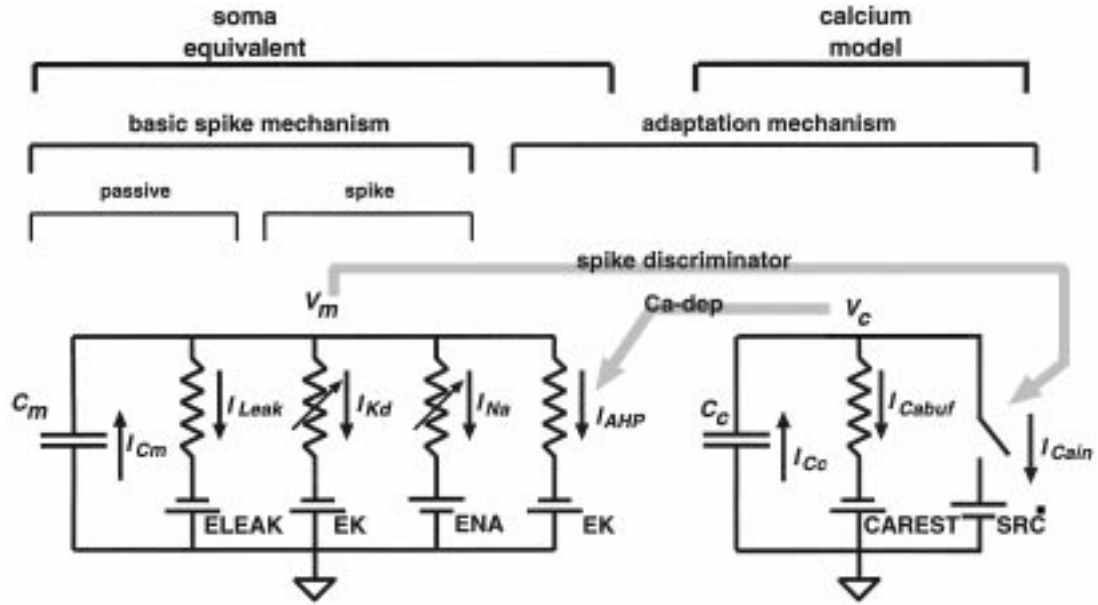 soma
equivalent
calcium
model
basic spike mechanism
adaptation mechanism
passive
spike
spike discriminator
Vm
Ca-dep
Vc
Cm
ICm
ILeak
IKd
INa
IAHP
Cc
ICc
ICabuf
ICain
ELEAK
EK
ENA
EK
CAREST
SRC